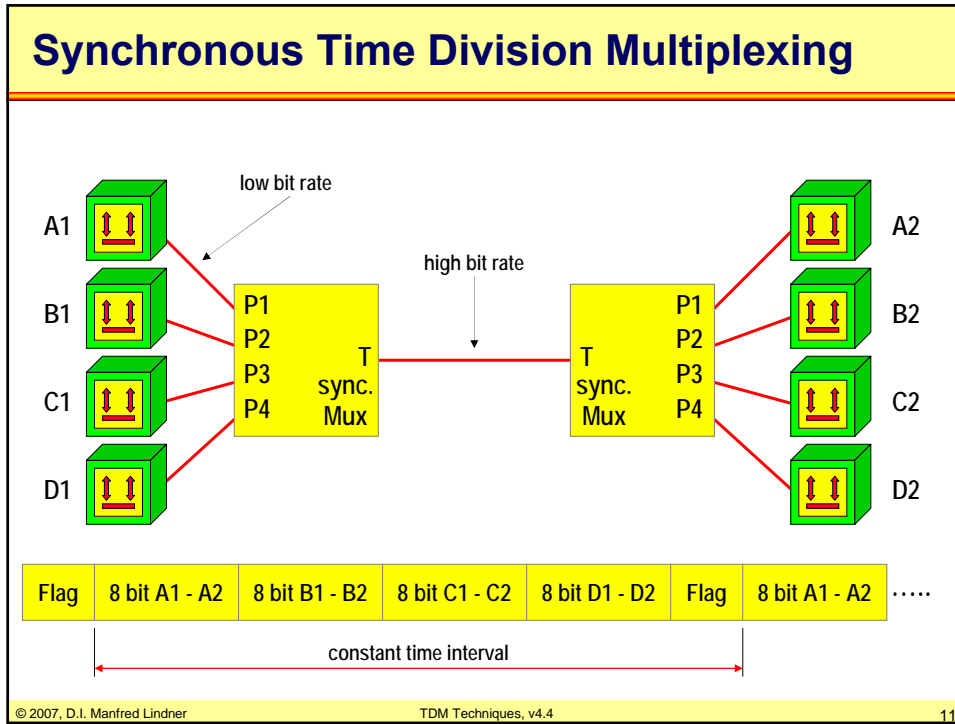 Synchronous Time Division Multiplexing
low bit rate
A1
A2
high bit rate
B1
P1
P1
B2
P2
P2
T
T
P3
P3
sync.
sync.
C1
P4
P4
C2
Mux
Mux
D1
D2
Flag 8 bit A1 - A2 8 bit B1 - B2 8 bit C1 - C2 8 bit D1 - D2 Flag 8 bit A1 - A2 .....
constant time interval
© 2007, D.I. Manfred Lindner TDM Techniques, v4.4 11